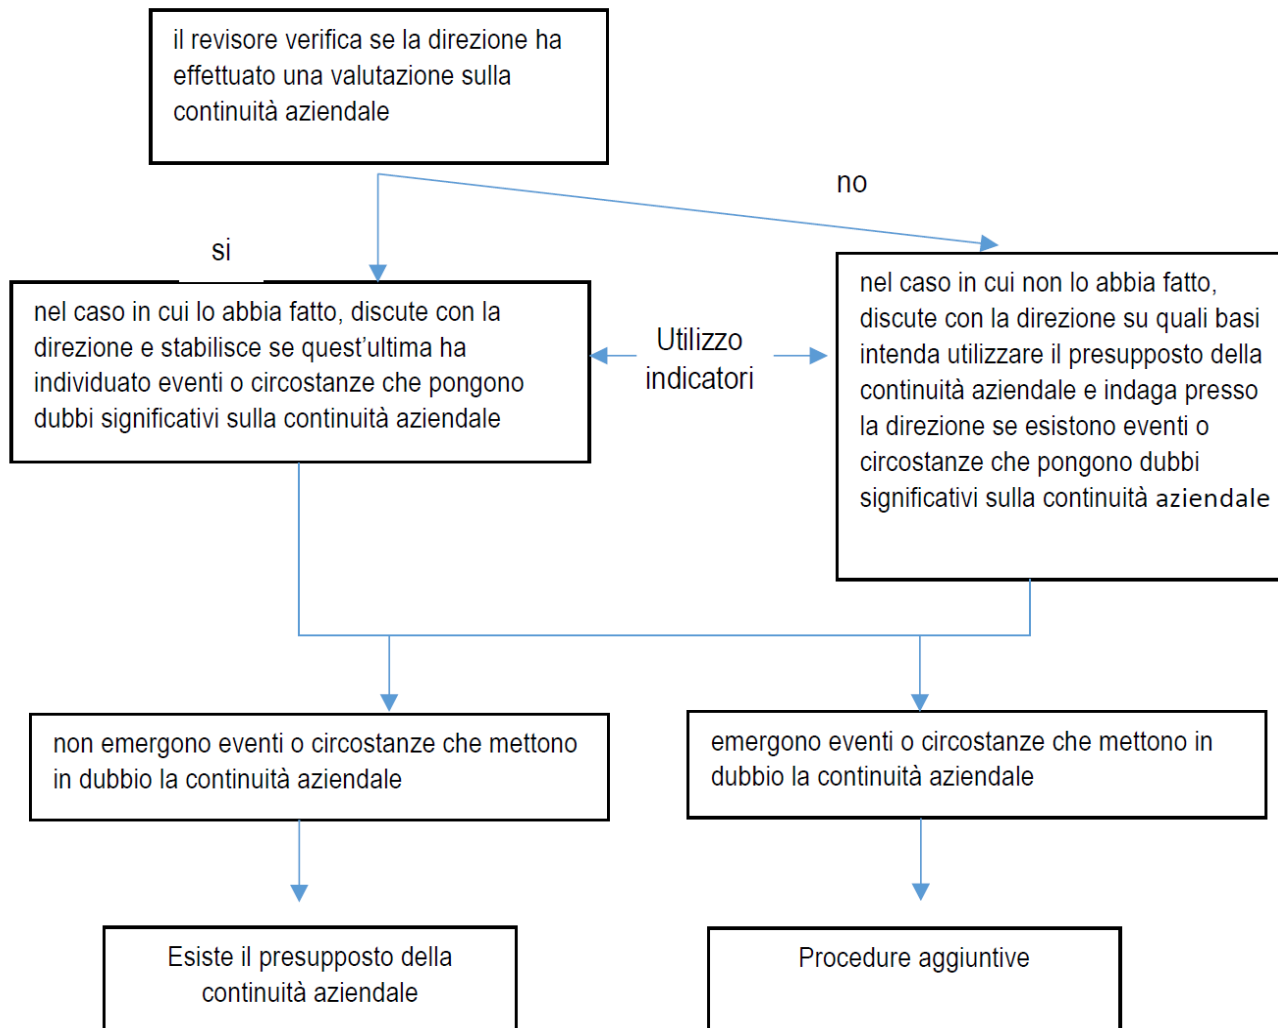 il revisore verifica se la direzione ha
effettuato una valutazione sulla
continuità aziendale
no
si
nel caso in cui lo abbia fatto, discute con la
direzione e stabilisce se quest'ultima ha
individuato eventi o circostanze che pongono
dubbi significativi sulla continuità aziendale
Utilizzo
indicatori
nel caso in cui non lo abbia fatto,
discute con la direzione su quali basi
intenda utilizzare il presupposto della
continuità aziendale e indaga presso
la direzione se esistono eventi o
circostanze che pongono dubbi
significativi sulla continuità aziendale
non emergono eventi o circostanze che mettono
in dubbio la continuità aziendale
emergono eventi o circostanze che mettono in
dubbio la continuità aziendale
Esiste il presupposto della
continuità aziendale
Procedure aggiuntive